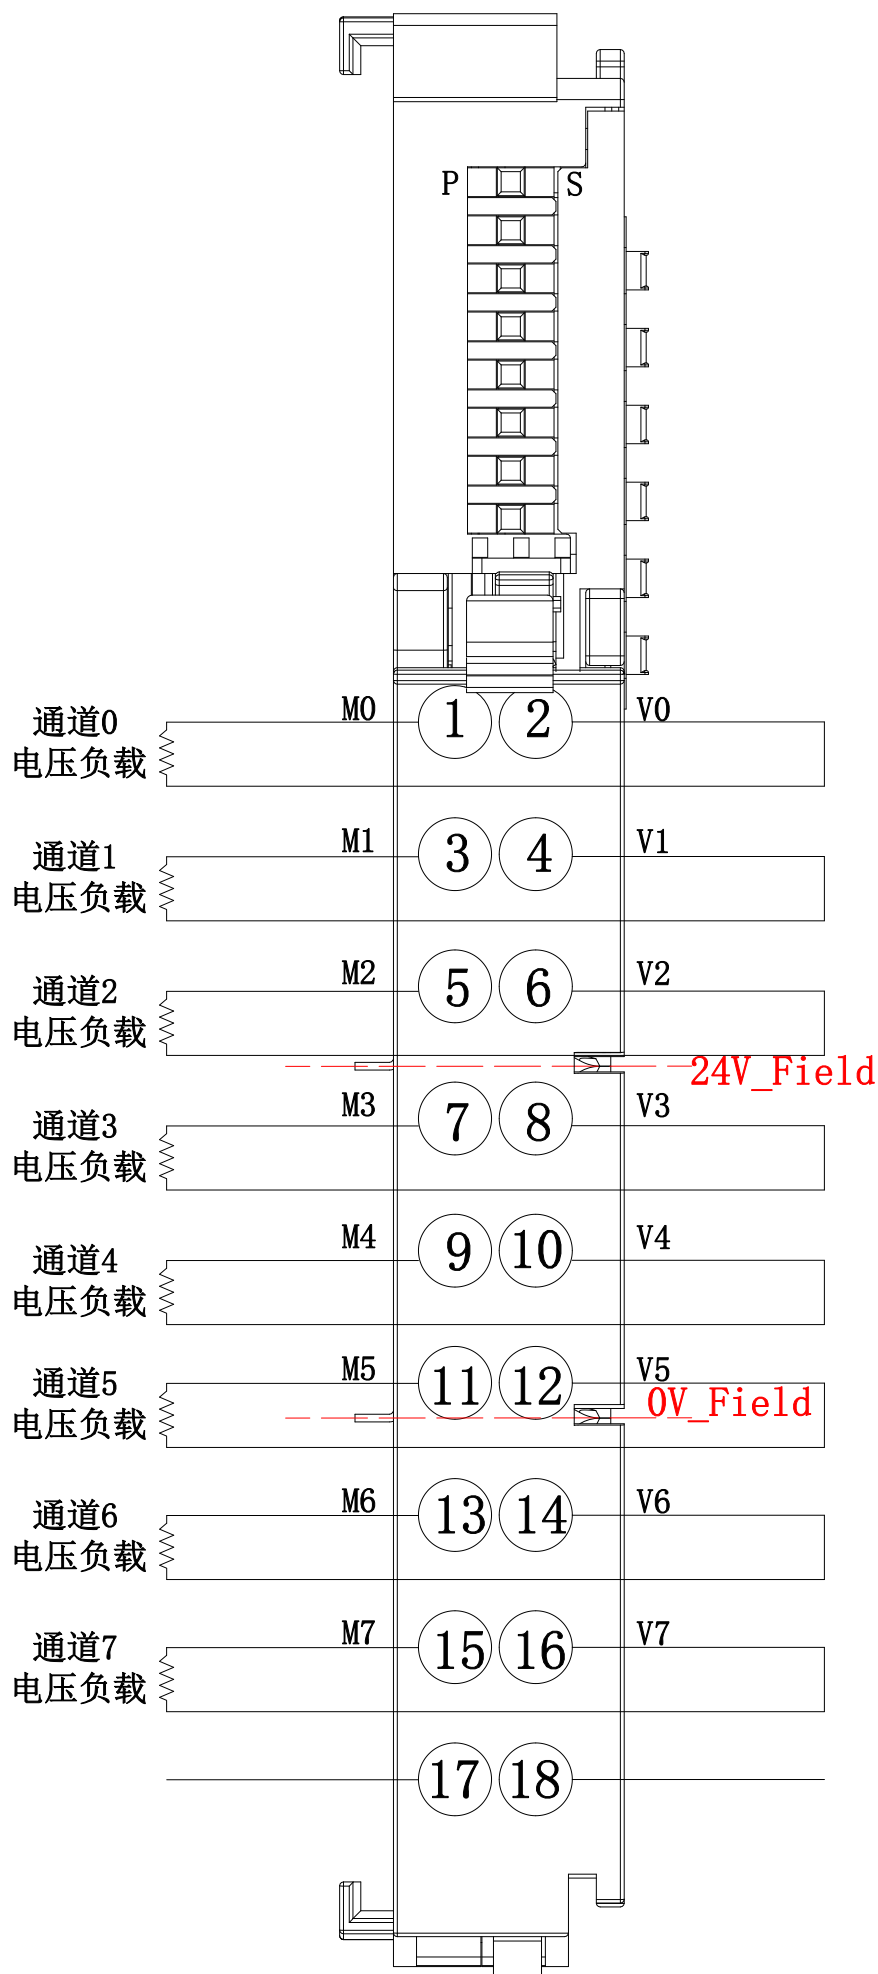 P S
通道0
电压负载
M0 1 2 V0
通道1
电压负载
M1 3 4 V1
通道2
电压负载
M2 5 6 V2
24V_Field
通道3
电压负载
M3 7 8 V3
通道4
电压负载
M4 9 10 V4
通道5
电压负载
M5 11 12 V5
0V_Field
通道6
电压负载
M6 13 14 V6
通道7
电压负载
M7 15 16 V7
17 18